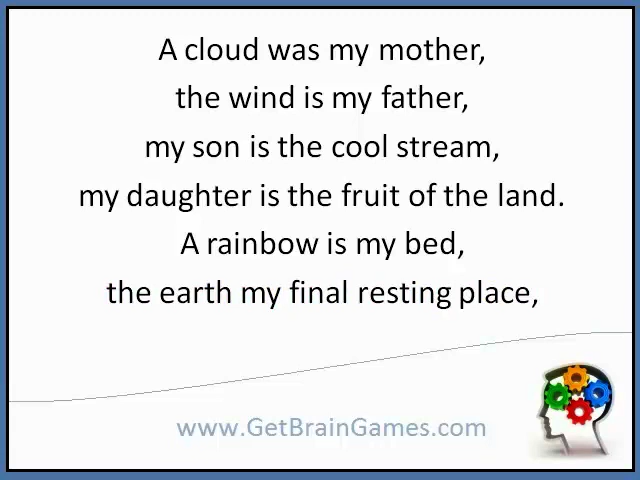 A cloud was my mother,
the wind is my father,
my son is the cool stream,
my daughter is the fruit of the land.
A rainbow is my bed,
the earth my final resting place,
www.GetBrainGames.com